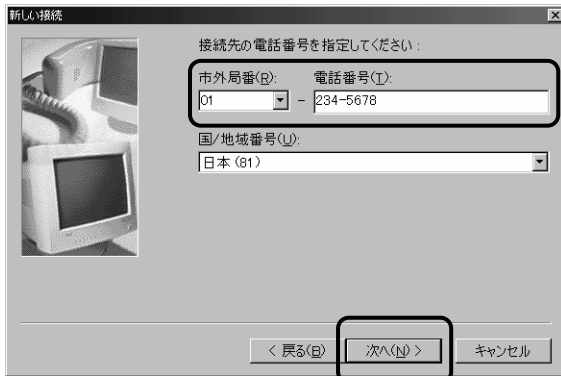 新しい接続
接続先の電話番号を指定してください:
市外局番(R): 電話番号(T):
01 - 234-5678
国/地域番号(U):
日本 (81)
< 戻る(B) 次へ(N) > キャンセル